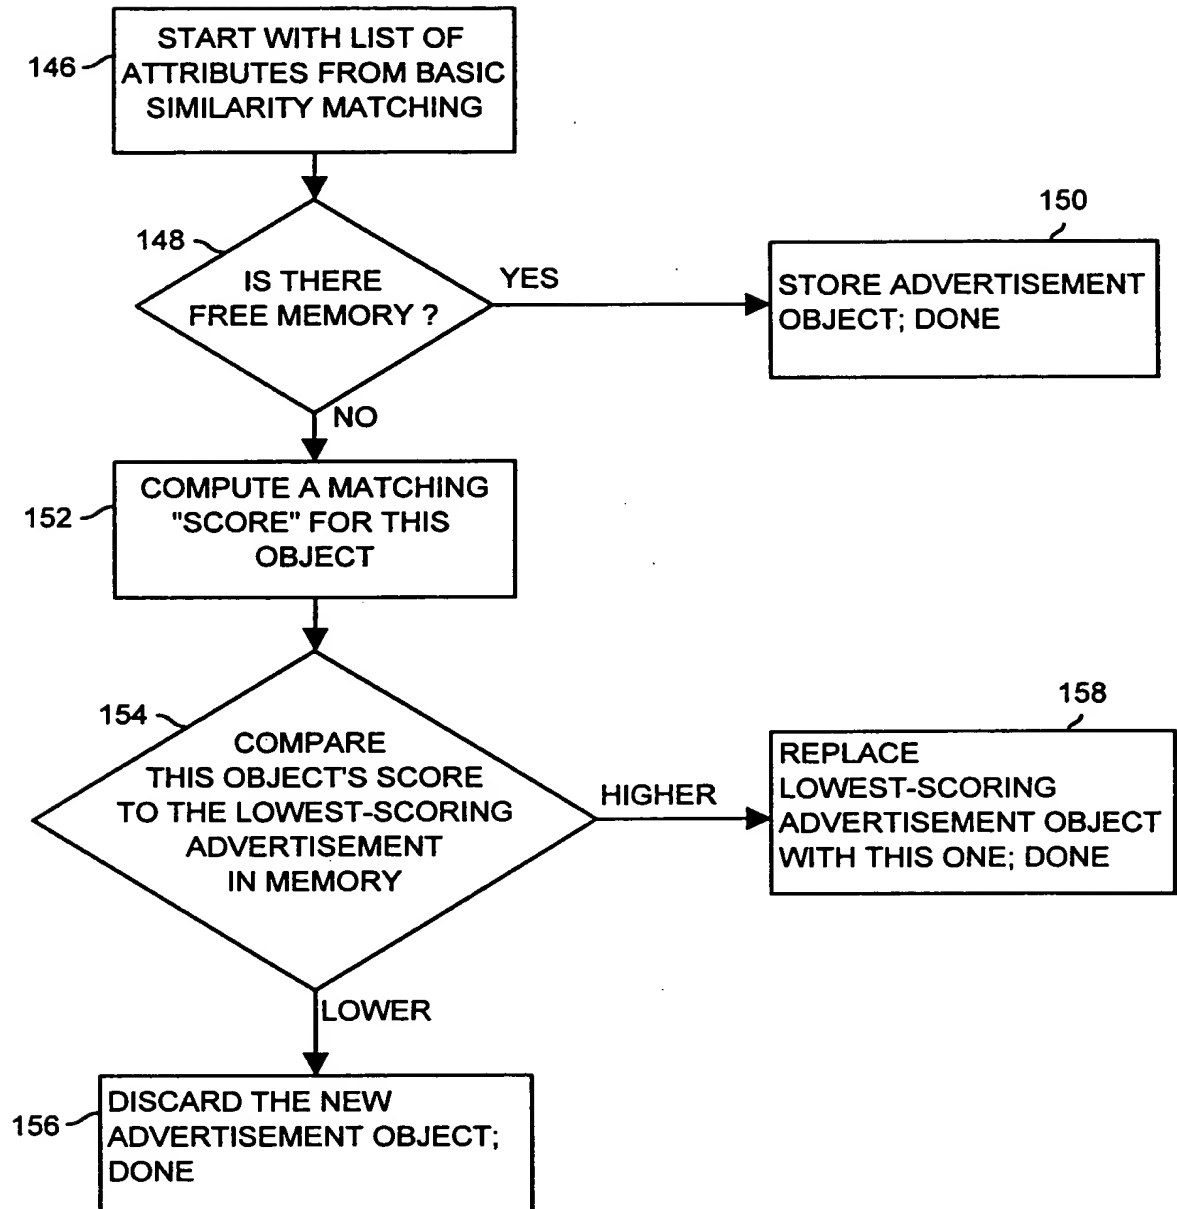 START WITH LIST OF
146
ATTRIBUTES FROM BASIC
SIMILARITY MATCHING
148
IS THERE
FREE MEMORY ?
YES
150
STORE ADVERTISEMENT
OBJECT; DONE
NO
152
COMPUTE A MATCHING
"SCORE" FOR THIS
OBJECT
154
COMPARE
THIS OBJECT'S SCORE
TO THE LOWEST-SCORING
ADVERTISEMENT
IN MEMORY
HIGHER
158
REPLACE
LOWEST-SCORING
ADVERTISEMENT OBJECT
WITH THIS ONE; DONE
LOWER
156
DISCARD THE NEW
ADVERTISEMENT OBJECT;
DONE